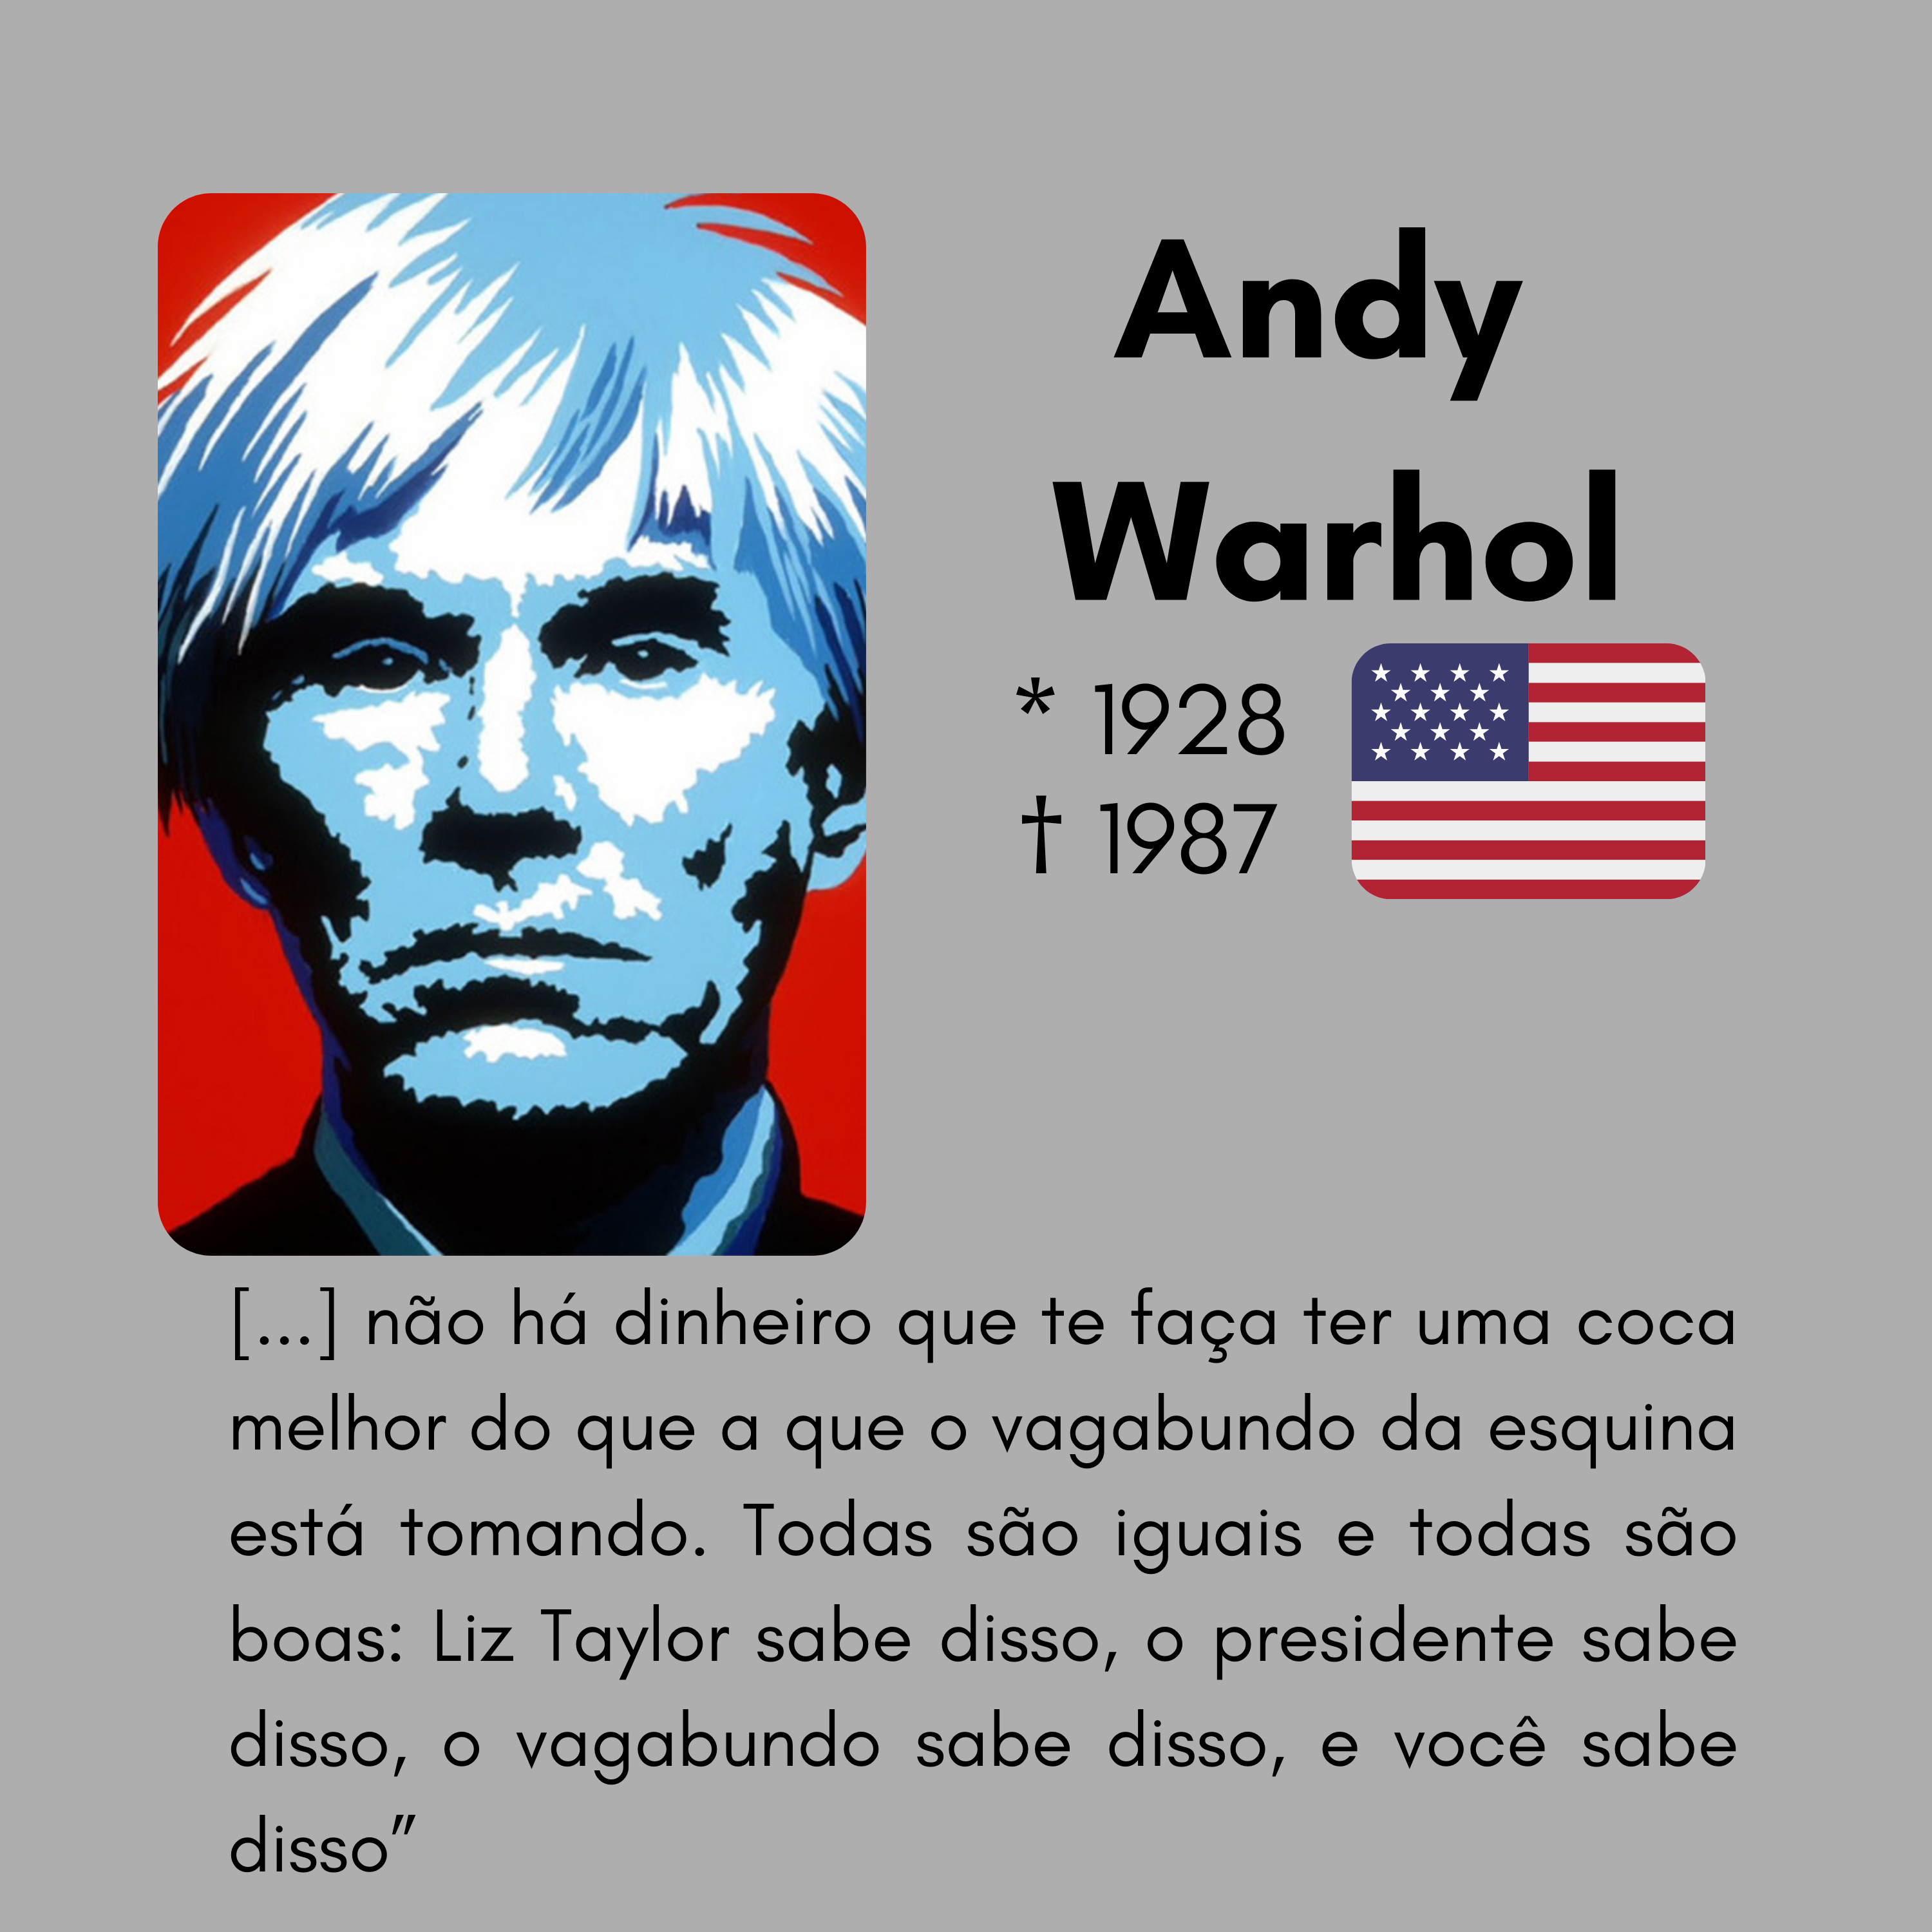 Andy
Warhol
* 1928
† 1987
[...] não há dinheiro que te faça ter uma coca
melhor do que a que o vagabundo da esquina
está tomando. Todas são iguais e todas são
boas: Liz Taylor sabe disso, o presidente sabe
disso, o vagabundo sabe disso, e você sabe
disso”